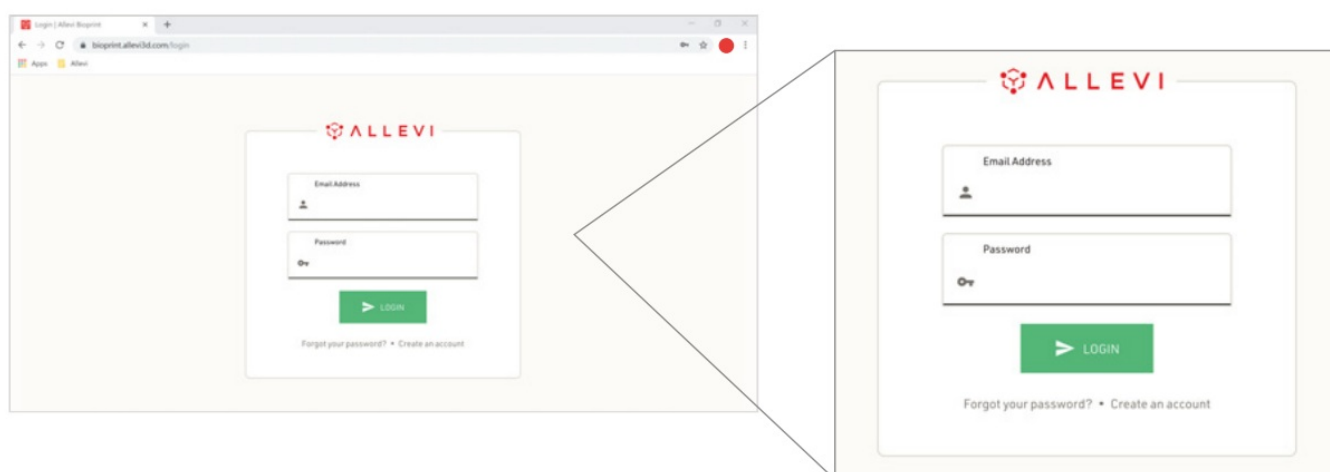 Login | Allevi Bioprint
bioprint.allevi3d.com/login
Apps Allevi
ALLEVI
Email Address
Password
LOGIN
Forgot your password? • Create an account
ALLEVI
Email Address
Password
LOGIN
Forgot your password? • Create an account